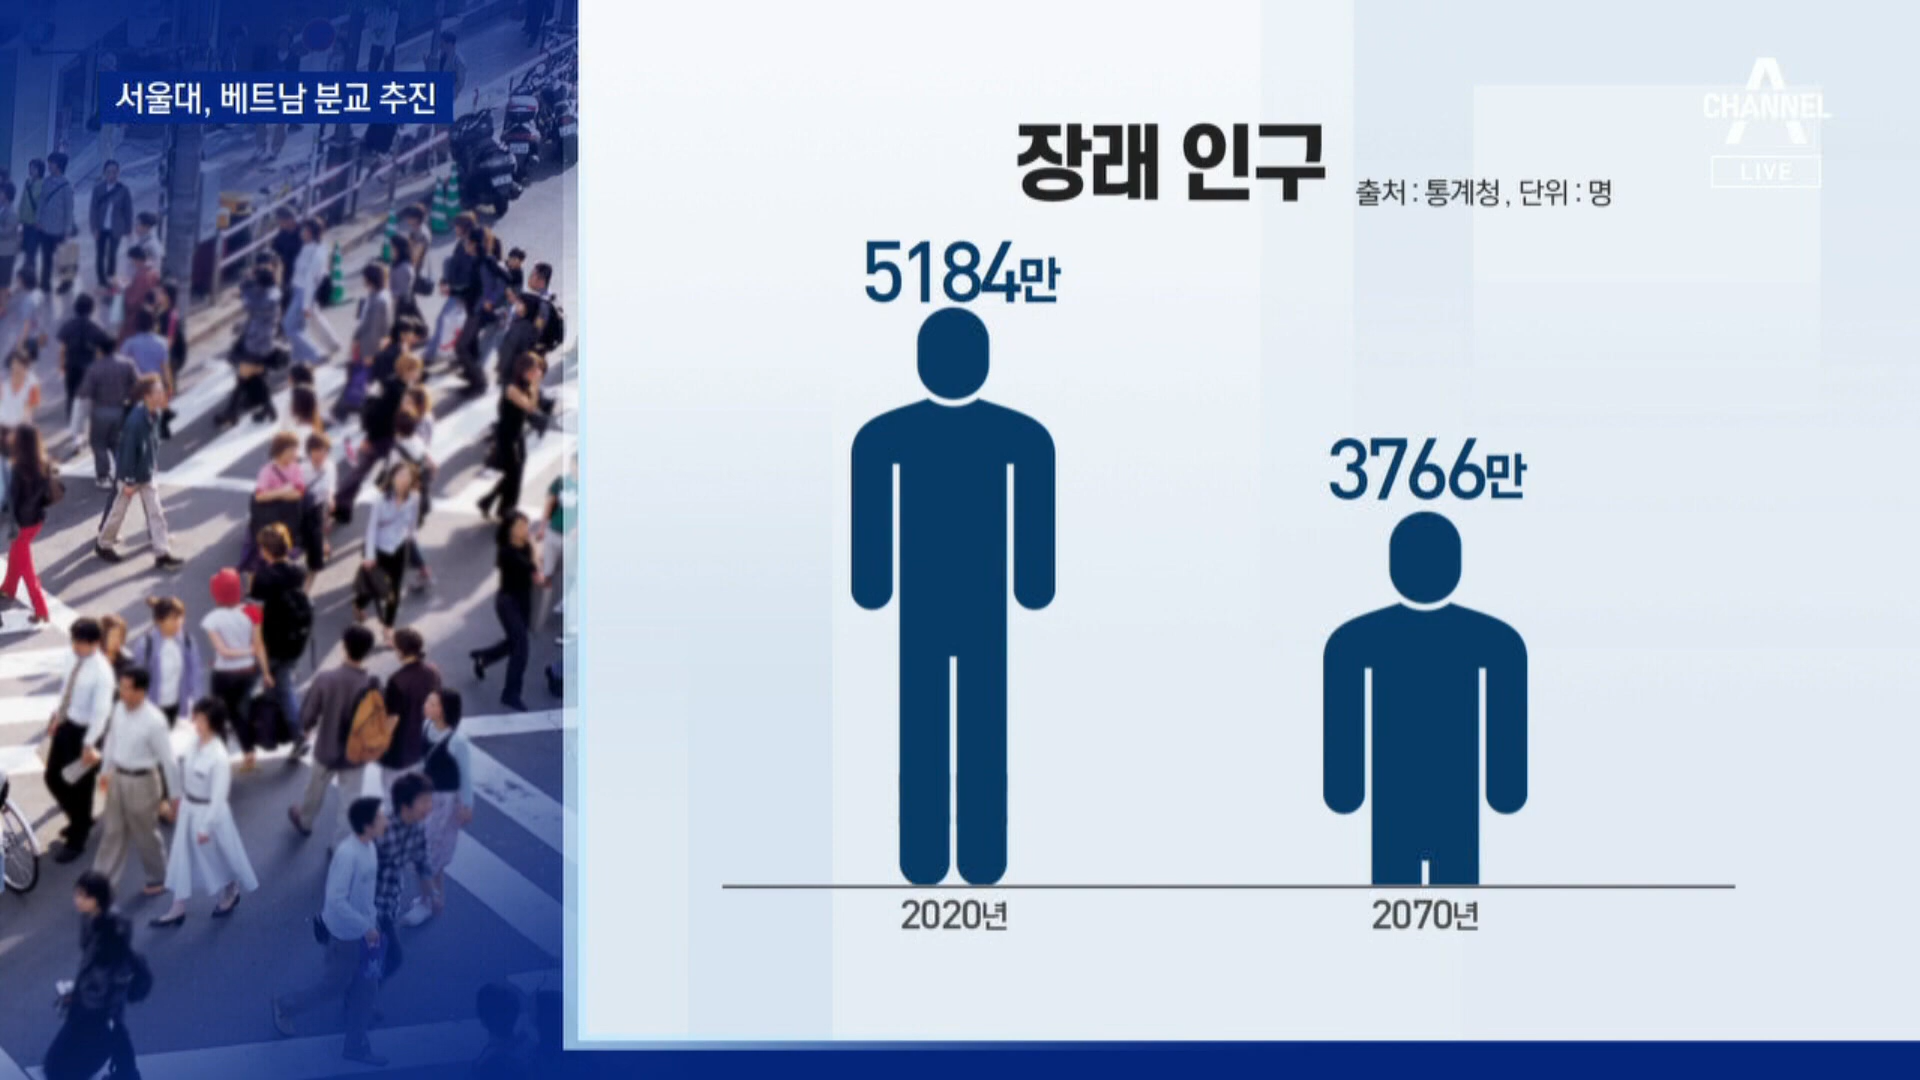 서울대, 베트남 분교 추진
CHANNEL A
LIVE
장래 인구
출처 : 통계청, 단위 : 명
5184만
3766만
2020년
2070년